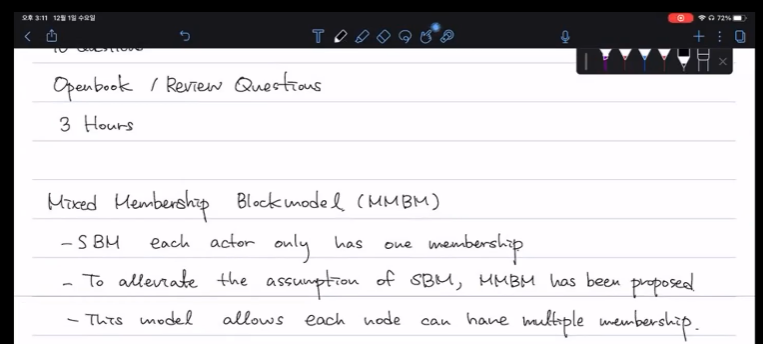 오후 3:11 12월 1일 수요일
72%
Openbook / Review Questions
3 Hours
Mixed Membership Blockmodel (MMBM)
- SBM each actor only has one membership
- To alleviate the assumption of SBM, MMBM has been proposed
- This model allows each node can have multiple membership.